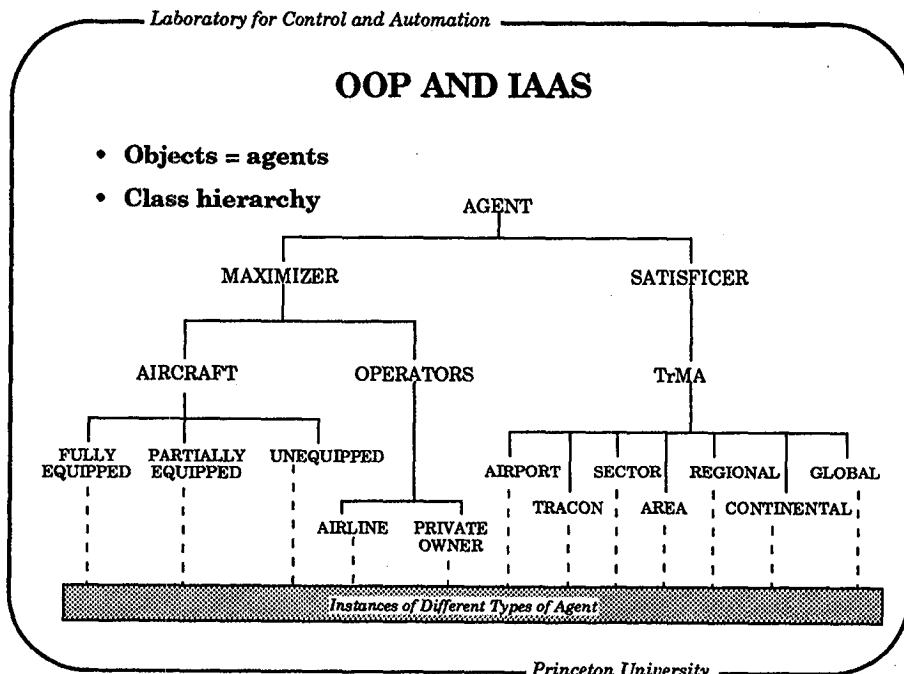 Laboratory for Control and Automation
OOP AND IAAS
• Objects = agents
• Class hierarchy
AGENT
MAXIMIZER
SATISFICER
AIRCRAFT
OPERATORS
TrMA
FULLY
EQUIPPED
PARTIALLY
EQUIPPED
UNEQUIPPED
AIRLINE
PRIVATE
OWNER
AIRPORT
TRACON
SECTOR
AREA
REGIONAL
CONTINENTAL
GLOBAL
Instances of Different Types of Agent
Princeton University